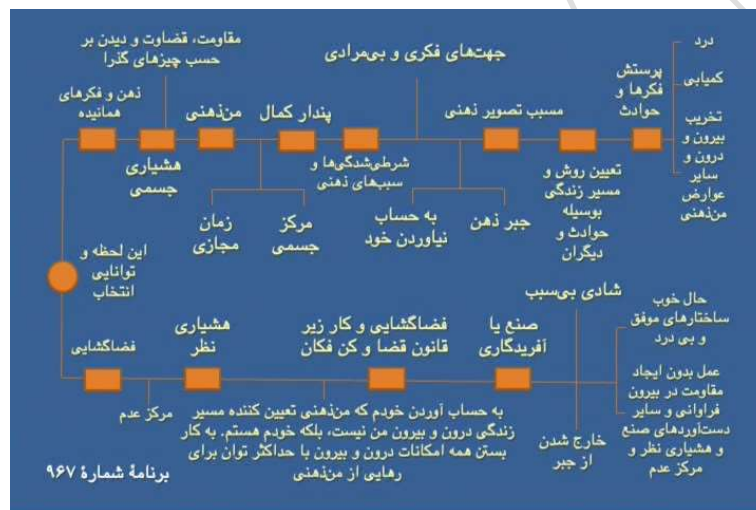 مقاومت، قضاوت و دیدن بر
حسب چیزهای گذرا
ذهن و فکرهای
همانیده
هشیاری
جسمی
من‌ذهنی
پندار کمال
زمان
مجازی
مرکز
جسمی
شرطی‌شدگی‌ها و
سبب‌های ذهنی
جهت‌های فکری و بی‌مرادی
به حساب
نیاوردن خود
جبر ذهن
مسبب تصویر ذهنی
تعیین روش و
مسیر زندگی
بوسیله
حوادث و
دیگران
پرستش
فکرها و
حوادث
درد
کمیابی
تخریب
بیرون و
درون و
سایر
عوارض
من‌ذهنی
این لحظه و
توانایی
انتخاب
فضاگشایی
مرکز عدم
هشیاری
نظر
به حساب آوردن خودم که من‌ذهنی تعیین کننده مسیر
زندگی درون و بیرون من نیست، بلکه خودم هستم. به کار
بستن همه امکانات درون و بیرون با حداکثر توان برای
رهایی از من‌ذهنی
فضاگشایی و کار زیر
قانون قضا و کن فکان
صنع یا
آفریدگاری
شادی بی‌سبب
خارج شدن
از جبر
حال خوب
ساختارهای موفق
و بی درد
عمل بدون ایجاد
مقاومت در بیرون
فراوانی و سایر
دست‌آوردهای صنع
و هشیاری نظر و
مرکز عدم
برنامهٔ شمارهٔ ۹۶۷